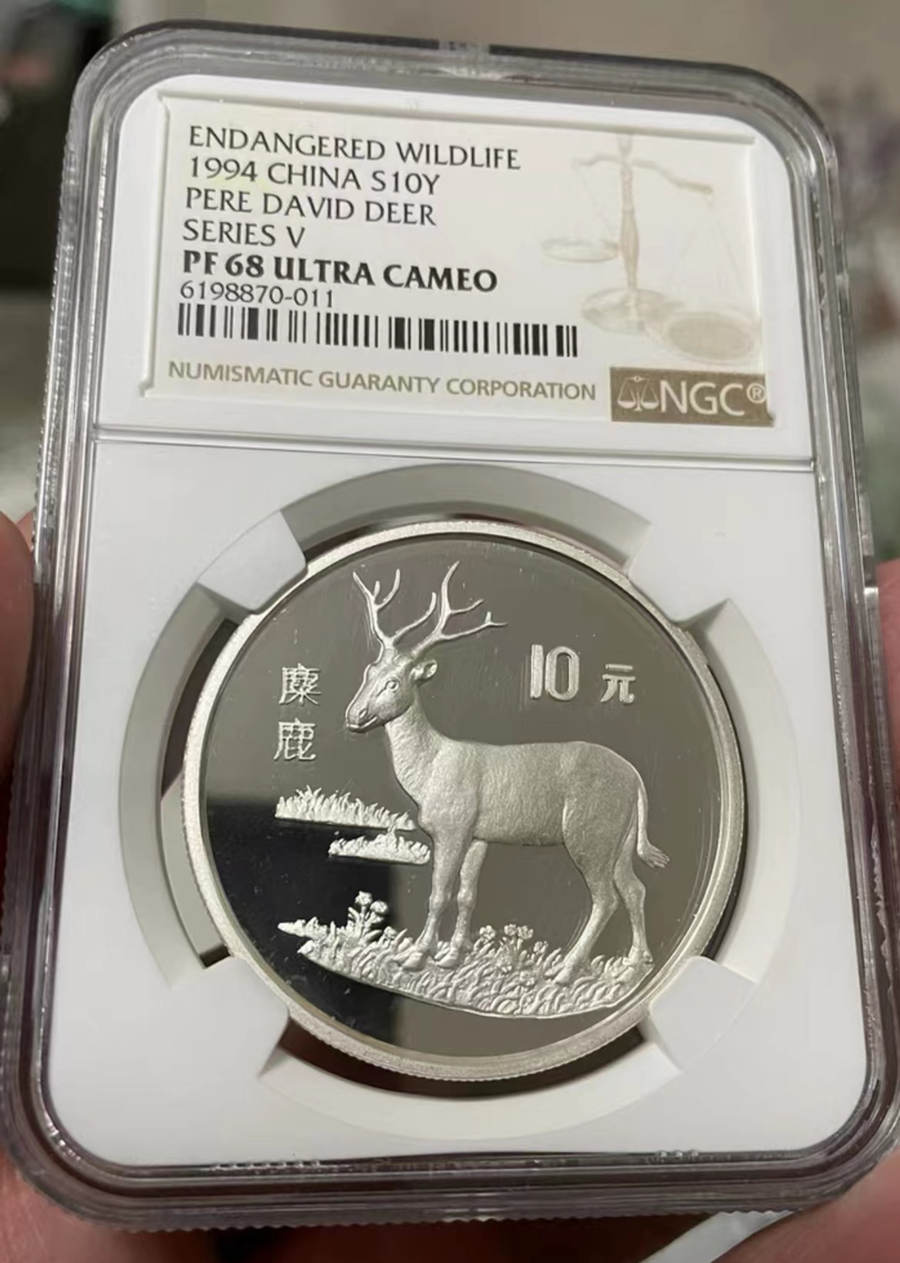 ENDANGERED WILDLIFE
1994 CHINA S10Y
PERE DAVID DEER
SERIES V
PF 68 ULTRA CAMEO
6198870-011
NUMISMATIC GUARANTY CORPORATION
NGC®
10 元
麋
鹿